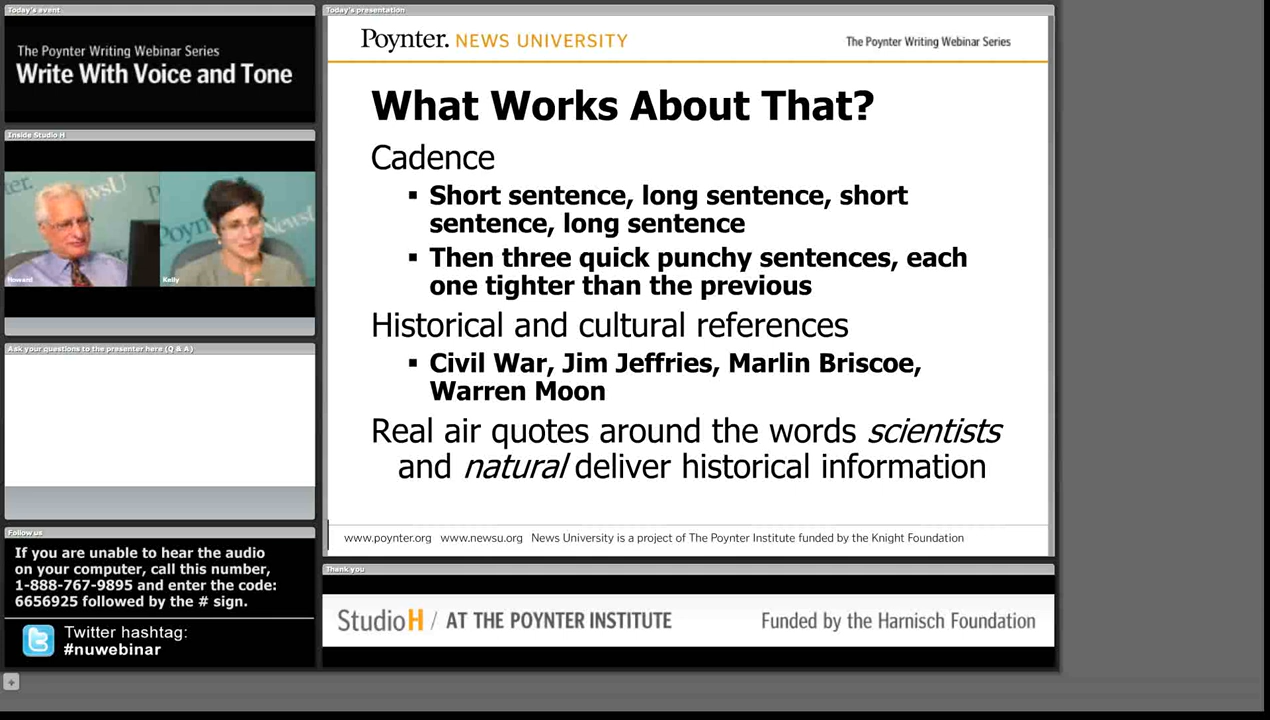 Today's event
The Poynter Writing Webinar Series
Write With Voice and Tone
Inside Studio H
Poynter.
NewsU
Howard
Kelly
Ask your questions to the presenter here (Q & A)
Follow us
If you are unable to hear the audio
on your computer, call this number,
1-888-767-9895 and enter the code:
6656925 followed by the # sign.
Twitter hashtag:
#nuwebinar
Today's presentation
Poynter. NEWS UNIVERSITY
The Poynter Writing Webinar Series
What Works About That?
Cadence
▪ Short sentence, long sentence, short
sentence, long sentence
▪ Then three quick punchy sentences, each
one tighter than the previous
Historical and cultural references
▪ Civil War, Jim Jeffries, Marlin Briscoe,
Warren Moon
Real air quotes around the words scientists
and natural deliver historical information
www.poynter.org www.newsu.org News University is a project of The Poynter Institute funded by the Knight Foundation
Thank you
StudioH / AT THE POYNTER INSTITUTE
Funded by the Harnisch Foundation